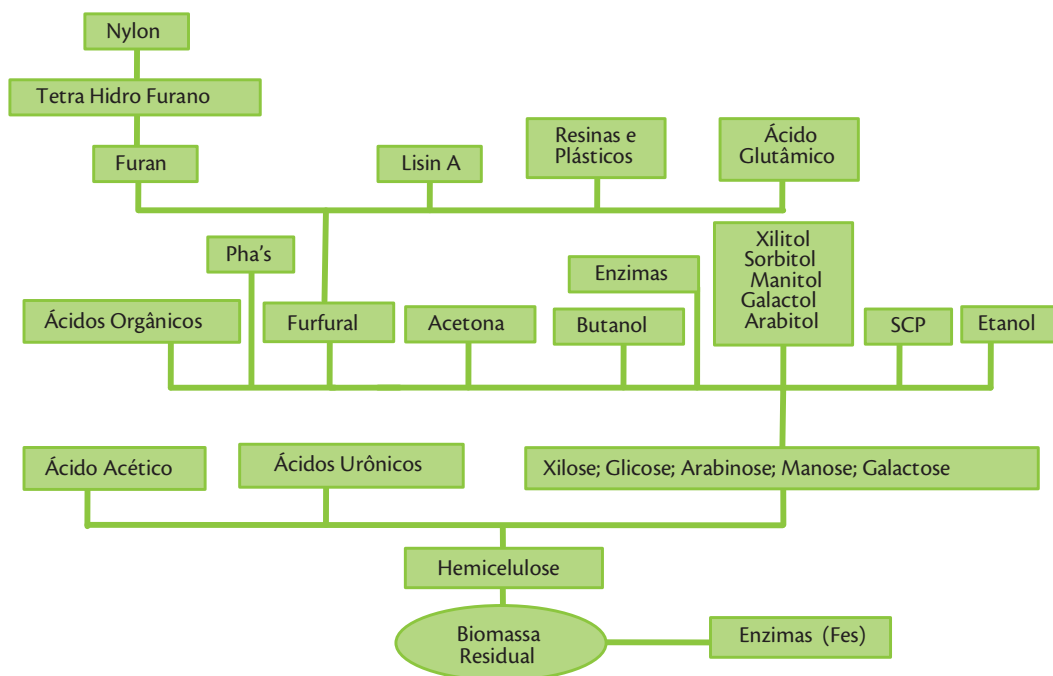 Nylon
Tetra Hidro Furano
Furan
Lisin A
Resinas e
Plásticos
Ácido
Glutâmico
Pha's
Enzimas
Xilitol
Sorbitol
Manitol
Galactol
Arabitol
Ácidos Orgânicos
Furfural
Acetona
Butanol
SCP
Etanol
Ácido Acético
Ácidos Urônicos
Xilose; Glicose; Arabinose; Manose; Galactose
Hemicelulose
Biomassa
Residual
Enzimas (Fes)